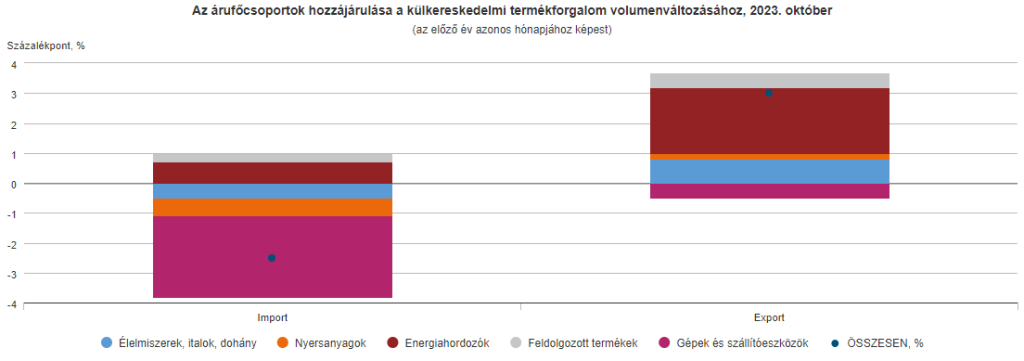 Az árufőcsoportok hozzájárulása a külkereskedelmi termékforgalom volumenváltozásához, 2023. október
(az előző év azonos hónapjához képest)
Százalékpont, %
4
3
2
1
0
-1
-2
-3
-4
Import Export
Élelmiszerek, italok, dohány Nyersanyagok Energiahordozók Feldolgozott termékek Gépek és szállítóeszközök ÖSSZESEN, %